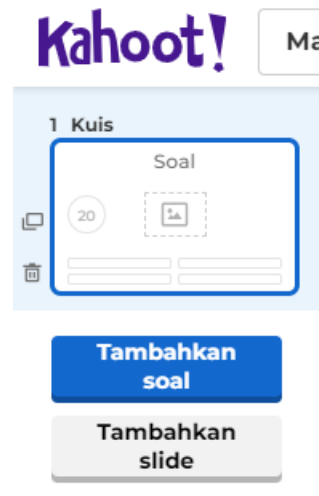 Kahoot! Ma
1 Kuis
Soal
20
Tambahkan
soal
Tambahkan
slide